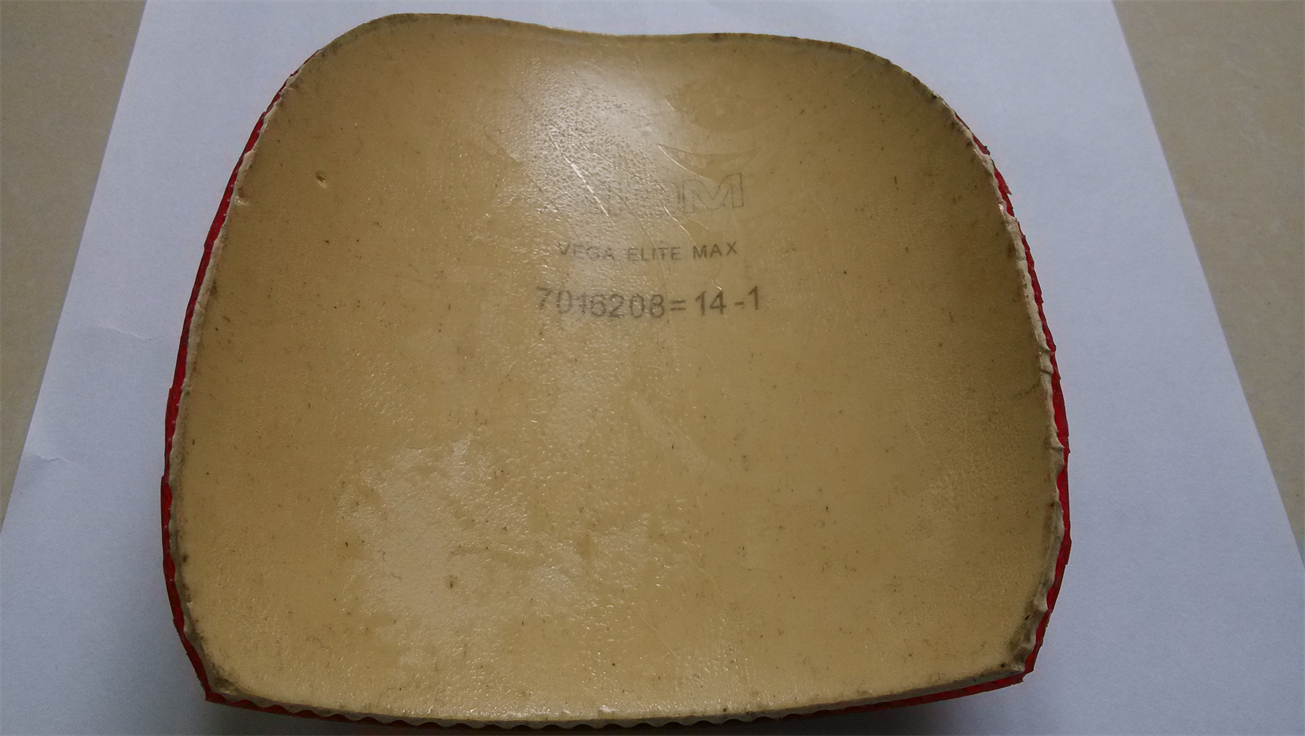 VEGA ELITE MAX
7016208=14-1